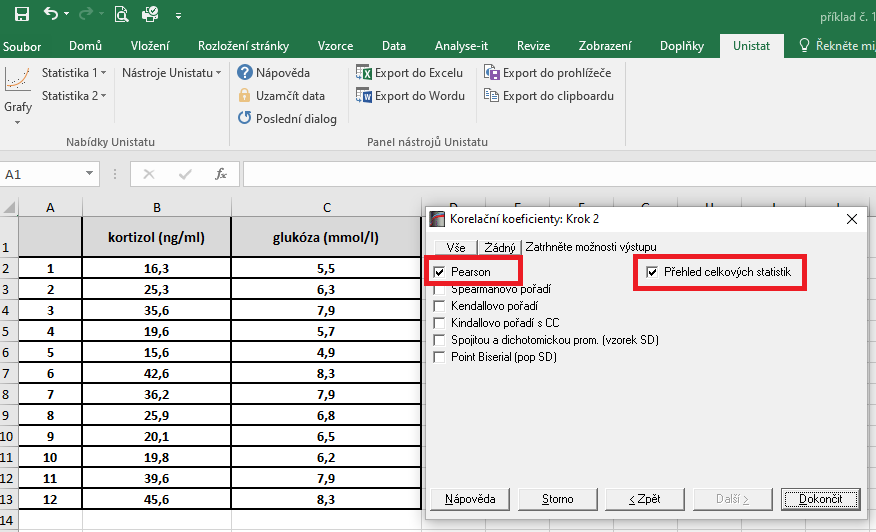 příklad č. 1
Soubor Domů Vložení Rozložení stránky Vzorce Data Analyse-it Revize Zobrazení Doplňky Unistat Řekněte mi,
Statistika 1 Nástroje Unistatu Nápověda Export do Excelu Export do prohlížeče
Grafy Statistika 2 Uzamčít data Export do Wordu Export do clipboardu
Poslední dialog
Nabídky Unistatu Panel nástrojů Unistatu
A1 fx
A B C
1 kortizol (ng/ml) glukóza (mmol/l)
2 1 16,3 5,5
3 2 25,3 6,3
4 3 35,6 7,9
5 4 19,6 5,7
6 5 15,6 4,9
7 6 42,6 8,3
8 7 36,2 7,9
9 8 25,9 6,8
10 9 20,1 6,5
11 10 19,8 6,2
12 11 39,6 7,9
13 12 45,6 8,3
14
Korelační koeficienty: Krok 2
Vše Žádný Zatrhněte možnosti výstupu
Pearson Přehled celkových statistik
Spearmanovo pořadí
Kendallovo pořadí
Kindallovo pořadí s CC
Spojitou a dichotomickou prom. (vzorek SD)
Point Biserial (pop SD)
Nápověda Storno < Zpět Další > Dokončit